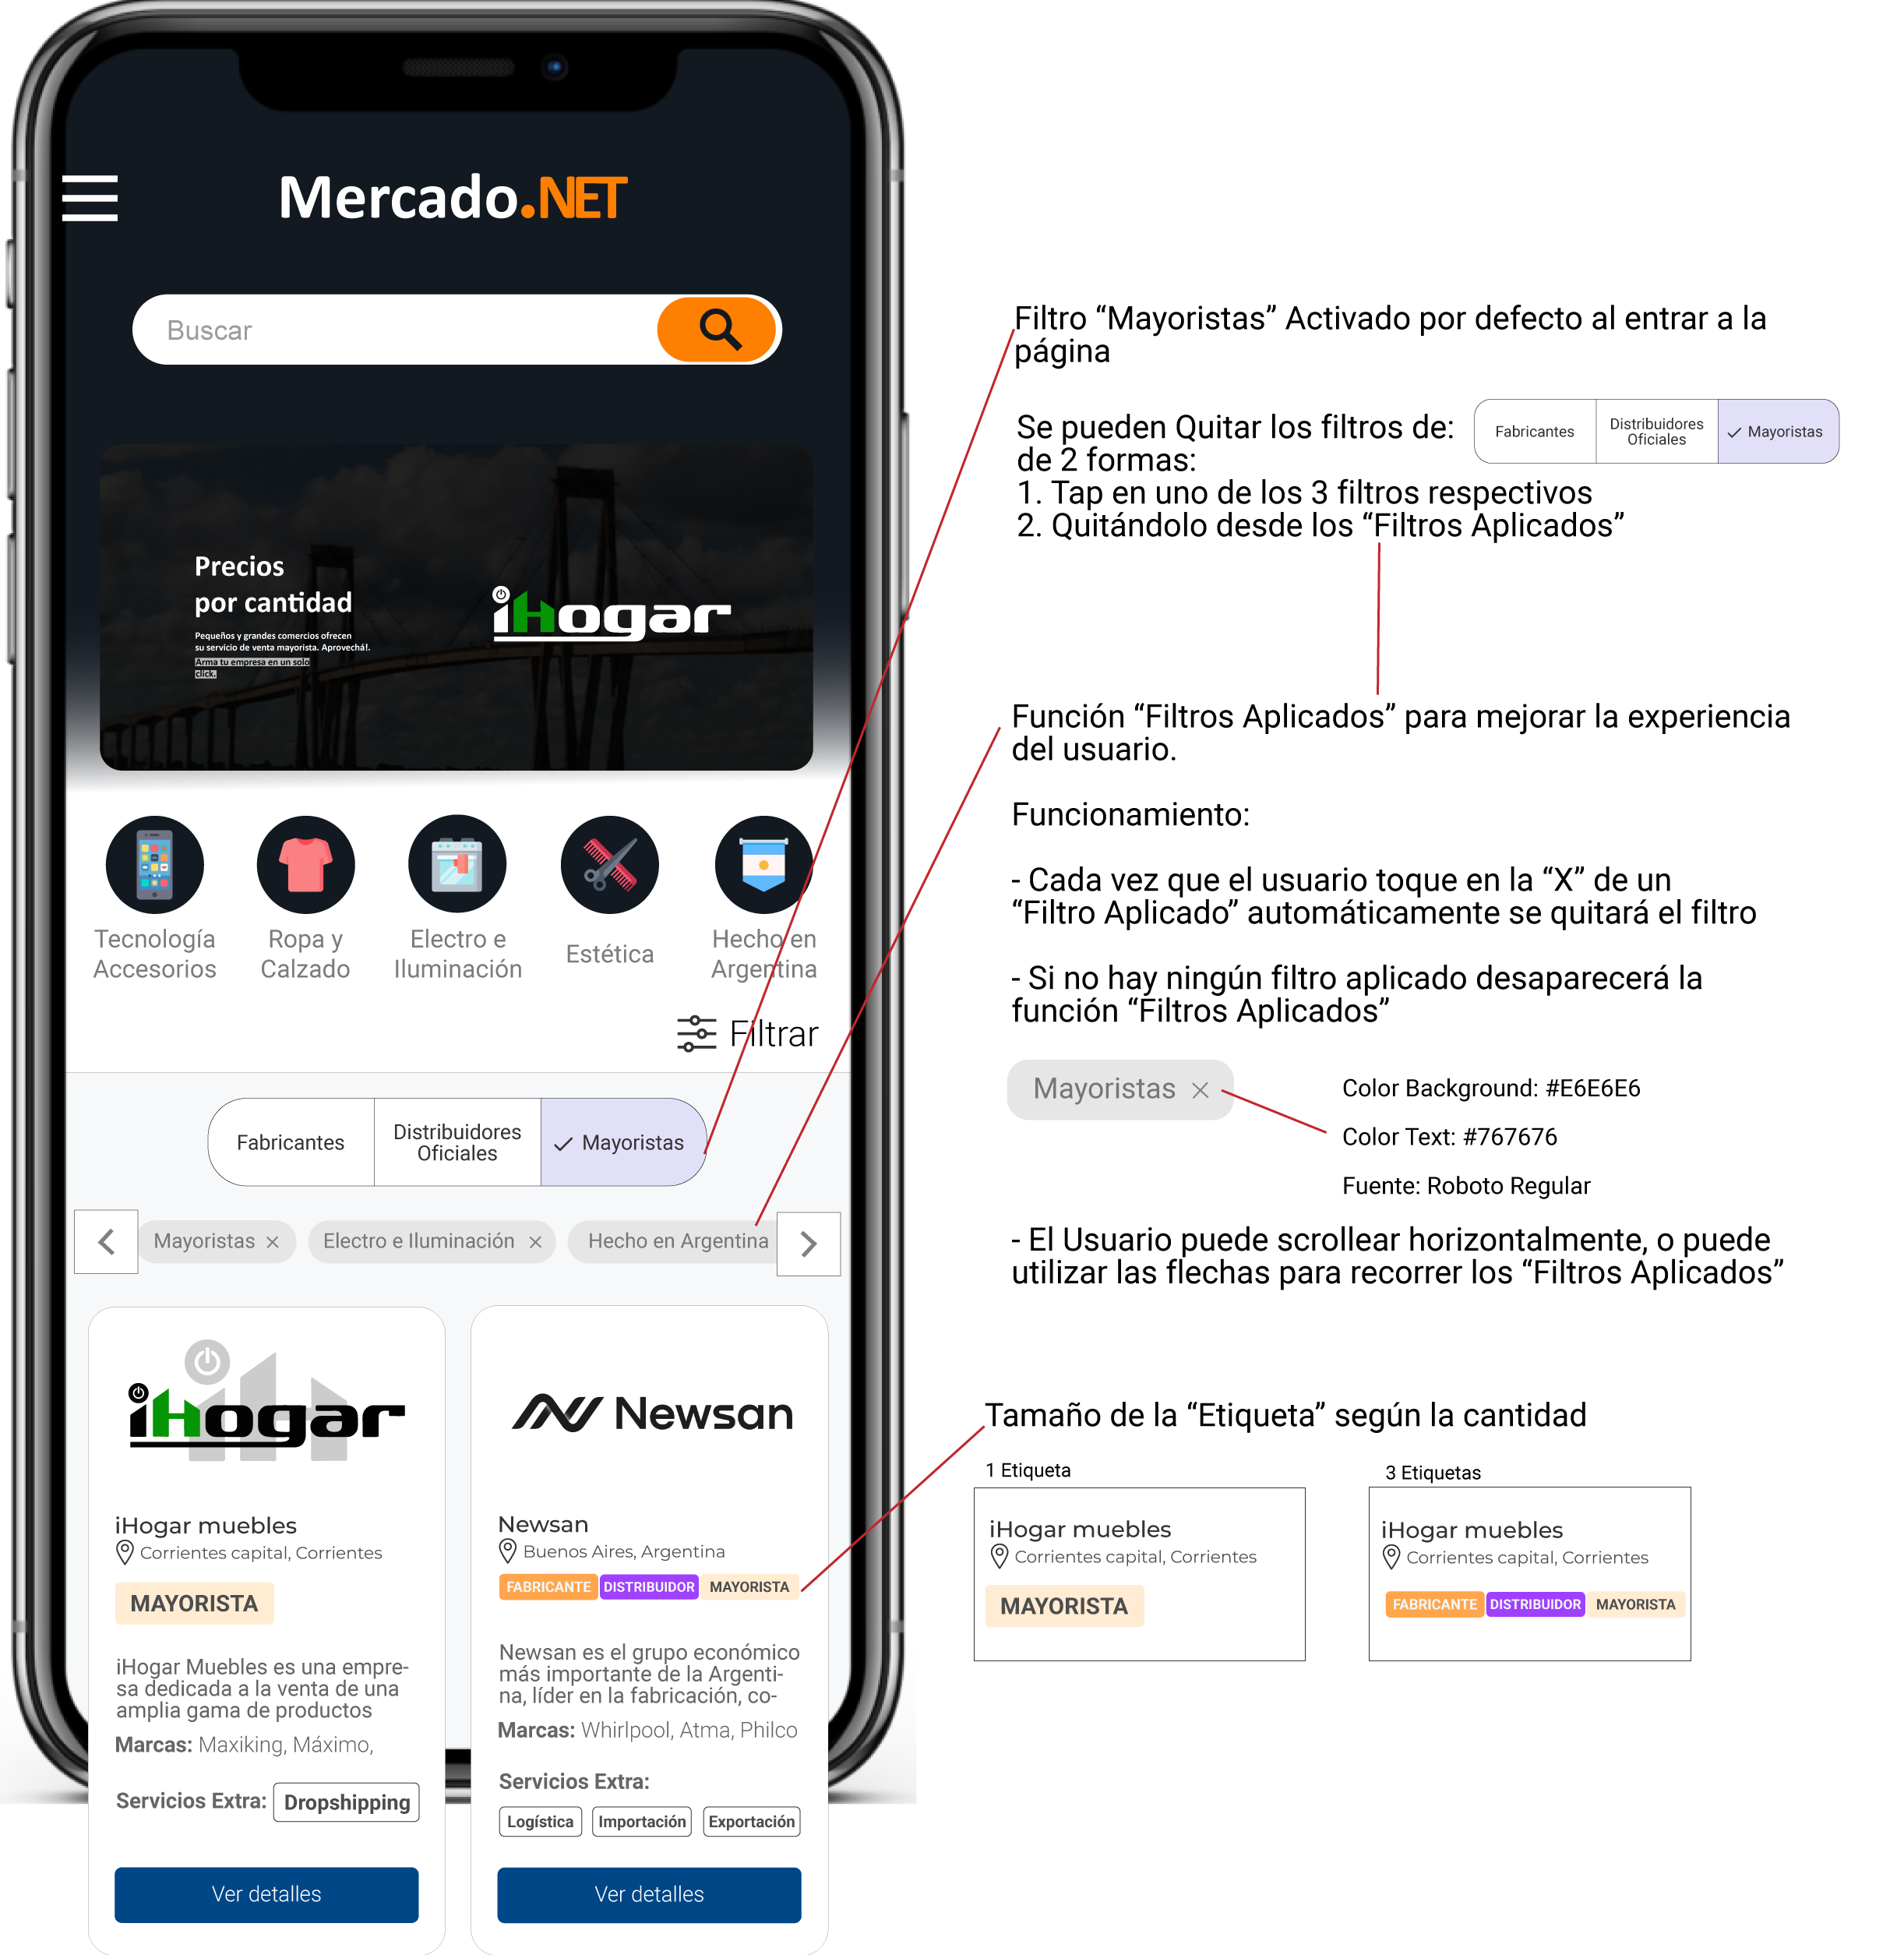 Mercado.NET
Buscar
Precios
por cantidad
Pequeños y grandes comercios ofrecen
su servicio de venta mayorista. Aprovechá!.
Arma tu empresa en un solo
click.
iHogar
Tecnología
Accesorios
Ropa y
Calzado
Electro e
Iluminación
Estética
Hecho en
Argentina
Filtrar
Fabricantes
Distribuidores
Oficiales
Mayoristas
Mayoristas ×
Electro e Iluminación ×
Hecho en Argentina
iHogar
iHogar muebles
Corrientes capital, Corrientes
MAYORISTA
iHogar Muebles es una empre-
sa dedicada a la venta de una
amplia gama de productos
Marcas: Maxiking, Máximo,
Servicios Extra: Dropshipping
Ver detalles
Newsan
Newsan
Buenos Aires, Argentina
FABRICANTE DISTRIBUIDOR MAYORISTA
Newsan es el grupo económico
más importante de la Argenti-
na, líder en la fabricación, co-
Marcas: Whirlpool, Atma, Philco
Servicios Extra:
Logística Importación Exportación
Ver detalles
Filtro “Mayoristas” Activado por defecto al entrar a la
página
Se pueden Quitar los filtros de:
de 2 formas:
1. Tap en uno de los 3 filtros respectivos
2. Quitándolo desde los “Filtros Aplicados”
Fabricantes
Distribuidores
Oficiales
Mayoristas
Función “Filtros Aplicados” para mejorar la experiencia
del usuario.
Funcionamiento:
- Cada vez que el usuario toque en la “X” de un
“Filtro Aplicado” automáticamente se quitará el filtro
- Si no hay ningún filtro aplicado desaparecerá la
función “Filtros Aplicados”
Mayoristas ×
Color Background: #E6E6E6
Color Text: #767676
Fuente: Roboto Regular
- El Usuario puede scrollear horizontalmente, o puede
utilizar las flechas para recorrer los “Filtros Aplicados”
Tamaño de la “Etiqueta” según la cantidad
1 Etiqueta
iHogar muebles
Corrientes capital, Corrientes
MAYORISTA
3 Etiquetas
iHogar muebles
Corrientes capital, Corrientes
FABRICANTE DISTRIBUIDOR MAYORISTA